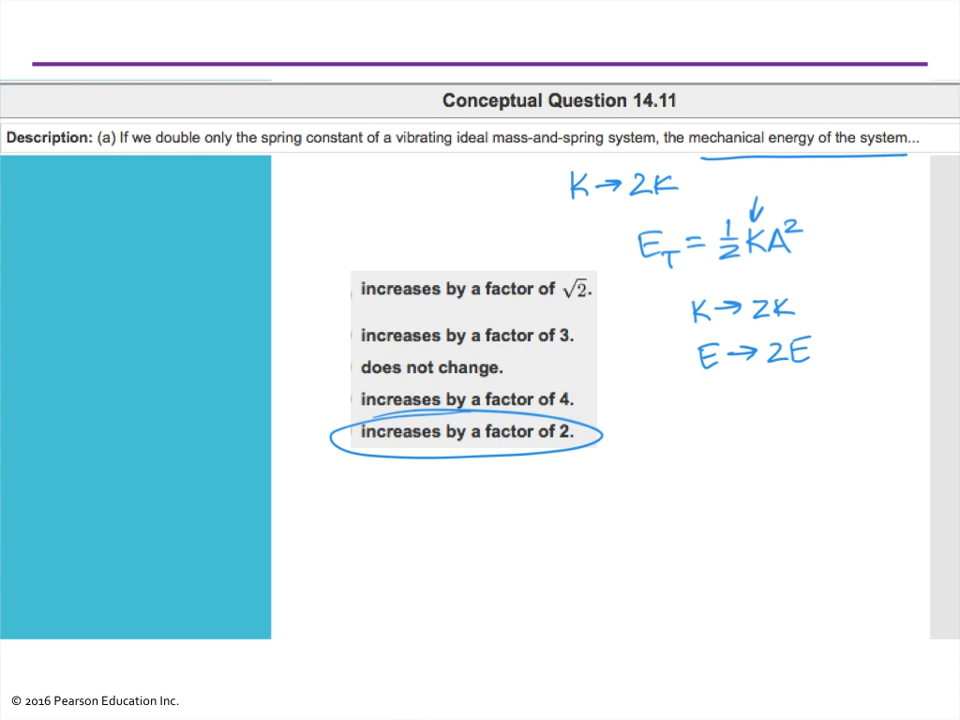 Conceptual Question 14.11
Description: (a) If we double only the spring constant of a vibrating ideal mass-and-spring system, the mechanical energy of the system...
K → 2K
E_T = 1/2 KA²
increases by a factor of √2.
K → 2K
increases by a factor of 3.
E → 2E
does not change.
increases by a factor of 4.
increases by a factor of 2.
© 2016 Pearson Education Inc.